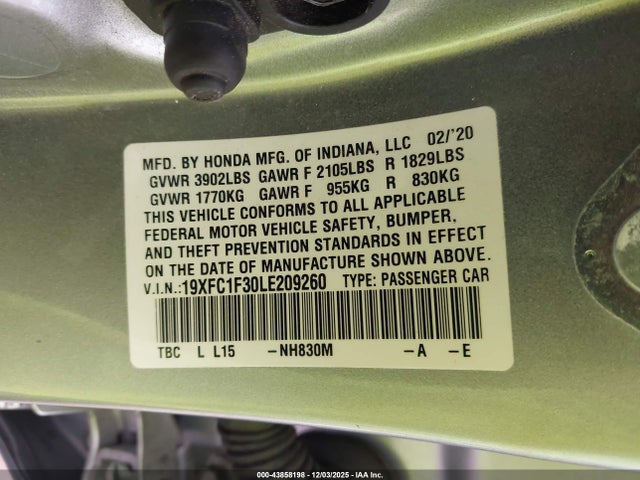 MFD. BY HONDA MFG. OF INDIANA, LLC 02/'20
GVWR 3902LBS GAWR F 2105LBS R 1829LBS
GVWR 1770KG GAWR F 955KG R 830KG
THIS VEHICLE CONFORMS TO ALL APPLICABLE
FEDERAL MOTOR VEHICLE SAFETY, BUMPER,
AND THEFT PREVENTION STANDARDS IN EFFECT
ON THE DATE OF MANUFACTURE SHOWN ABOVE.
V.I.N.:19XFC1F30LE209260 TYPE: PASSENGER CAR
TBC L L15 -NH830M -A -E
000-43858198 - 12/03/2025 - IAA Inc.